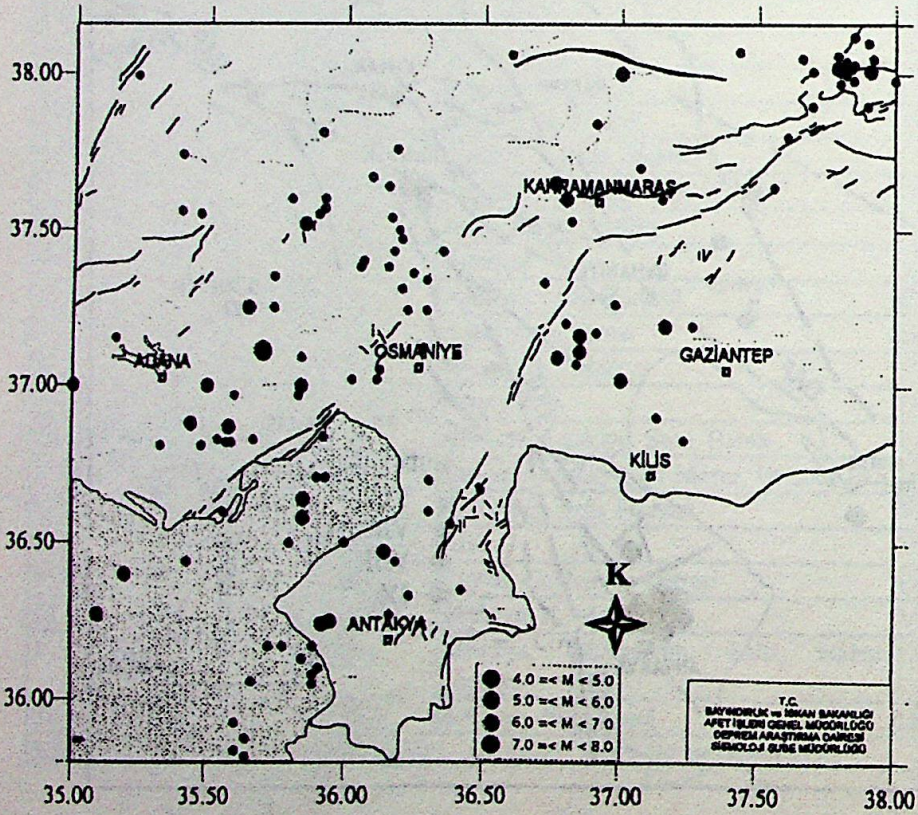 38.00
37.50
37.00
36.50
36.00
KAHRAMANMARAŞ
ADANA
OSMANİYE
GAZİANTEP
KİLİS
K
ANTAKYA
4.0 =< M < 5.0
5.0 =< M < 6.0
6.0 =< M < 7.0
7.0 =< M < 8.0
T.C.
BAYINDIRLIK ve İSKAN BAKANLIĞI
AFET İŞLERİ GENEL MÜDÜRLÜĞÜ
DEPREM ARAŞTIRMA DAİRESİ
SİSMOLOJİ ŞUBE MÜDÜRLÜĞÜ
35.00 35.50 36.00 36.50 37.00 37.50 38.00